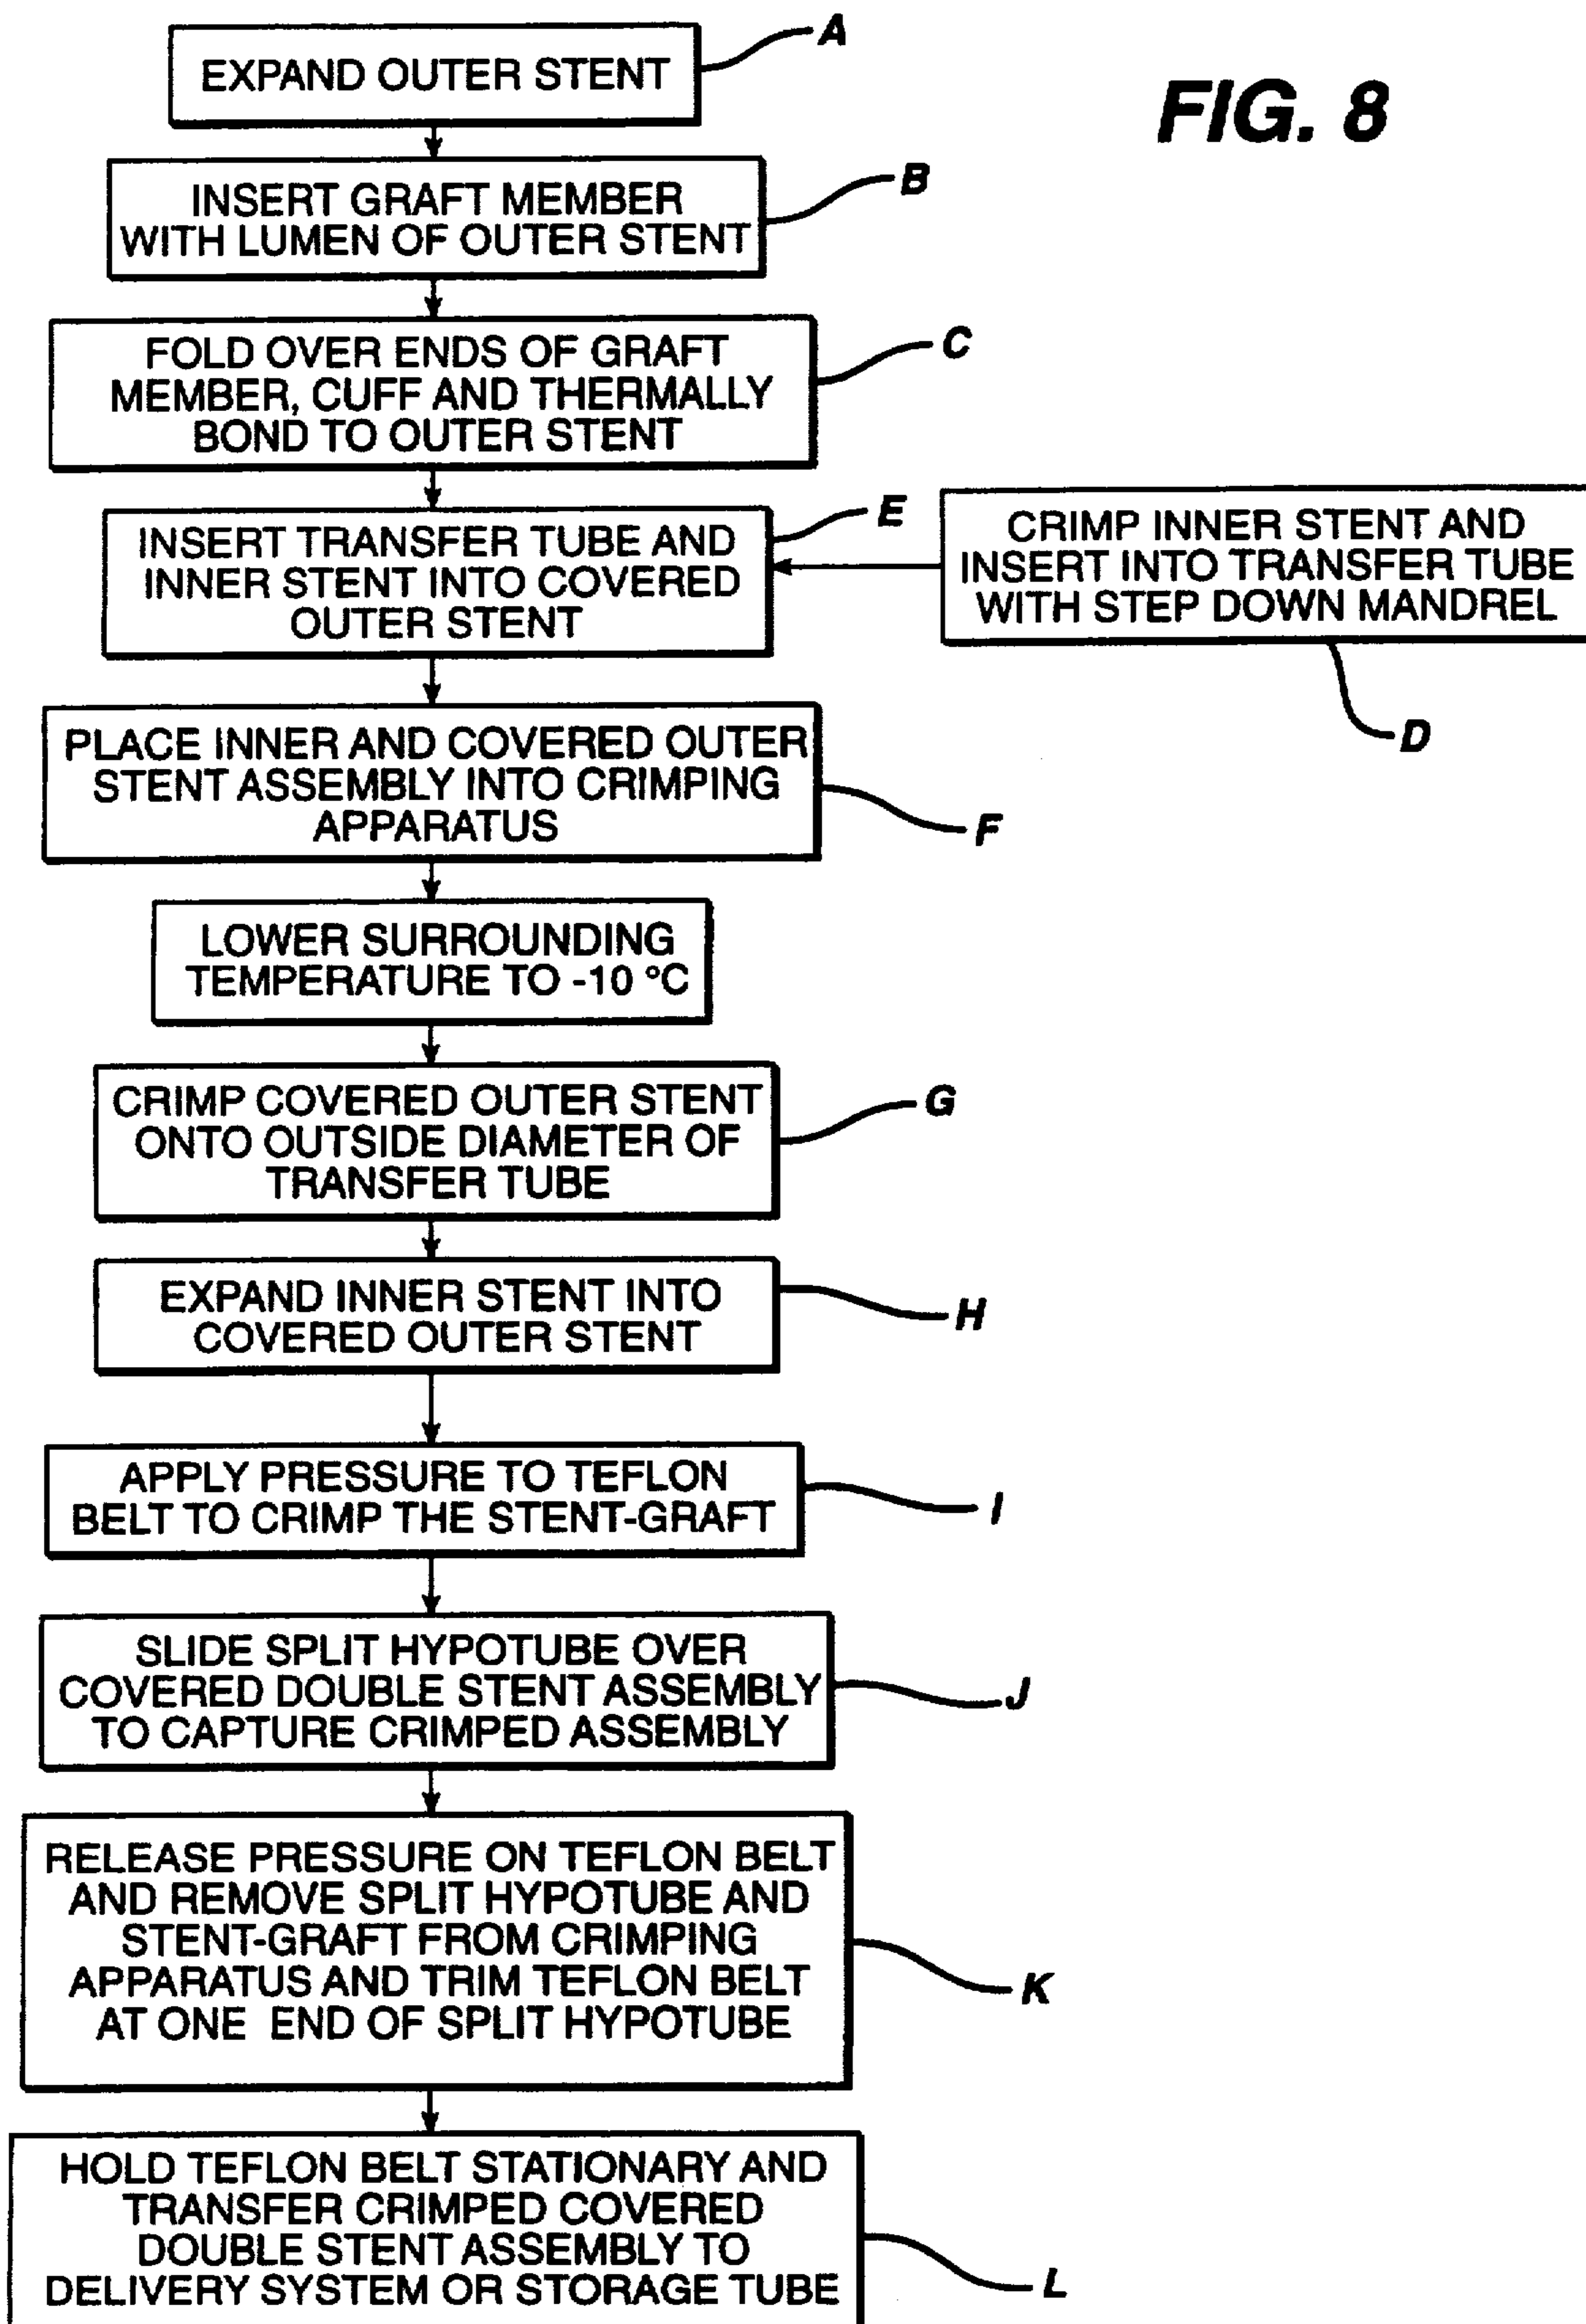 FIG. 8
EXPAND OUTER STENT
A
INSERT GRAFT MEMBER
WITH LUMEN OF OUTER STENT
B
FOLD OVER ENDS OF GRAFT
MEMBER, CUFF AND THERMALLY
BOND TO OUTER STENT
C
CRIMP INNER STENT AND
INSERT INTO TRANSFER TUBE
WITH STEP DOWN MANDREL
D
INSERT TRANSFER TUBE AND
INNER STENT INTO COVERED
OUTER STENT
E
PLACE INNER AND COVERED OUTER
STENT ASSEMBLY INTO CRIMPING
APPARATUS
F
LOWER SURROUNDING
TEMPERATURE TO -10 °C
CRIMP COVERED OUTER STENT
ONTO OUTSIDE DIAMETER OF
TRANSFER TUBE
G
EXPAND INNER STENT INTO
COVERED OUTER STENT
H
APPLY PRESSURE TO TEFLON
BELT TO CRIMP THE STENT-GRAFT
I
SLIDE SPLIT HYPOTUBE OVER
COVERED DOUBLE STENT ASSEMBLY
TO CAPTURE CRIMPED ASSEMBLY
J
RELEASE PRESSURE ON TEFLON BELT
AND REMOVE SPLIT HYPOTUBE AND
STENT-GRAFT FROM CRIMPING
APPARATUS AND TRIM TEFLON BELT
AT ONE END OF SPLIT HYPOTUBE
K
HOLD TEFLON BELT STATIONARY AND
TRANSFER CRIMPED COVERED
DOUBLE STENT ASSEMBLY TO
DELIVERY SYSTEM OR STORAGE TUBE
L